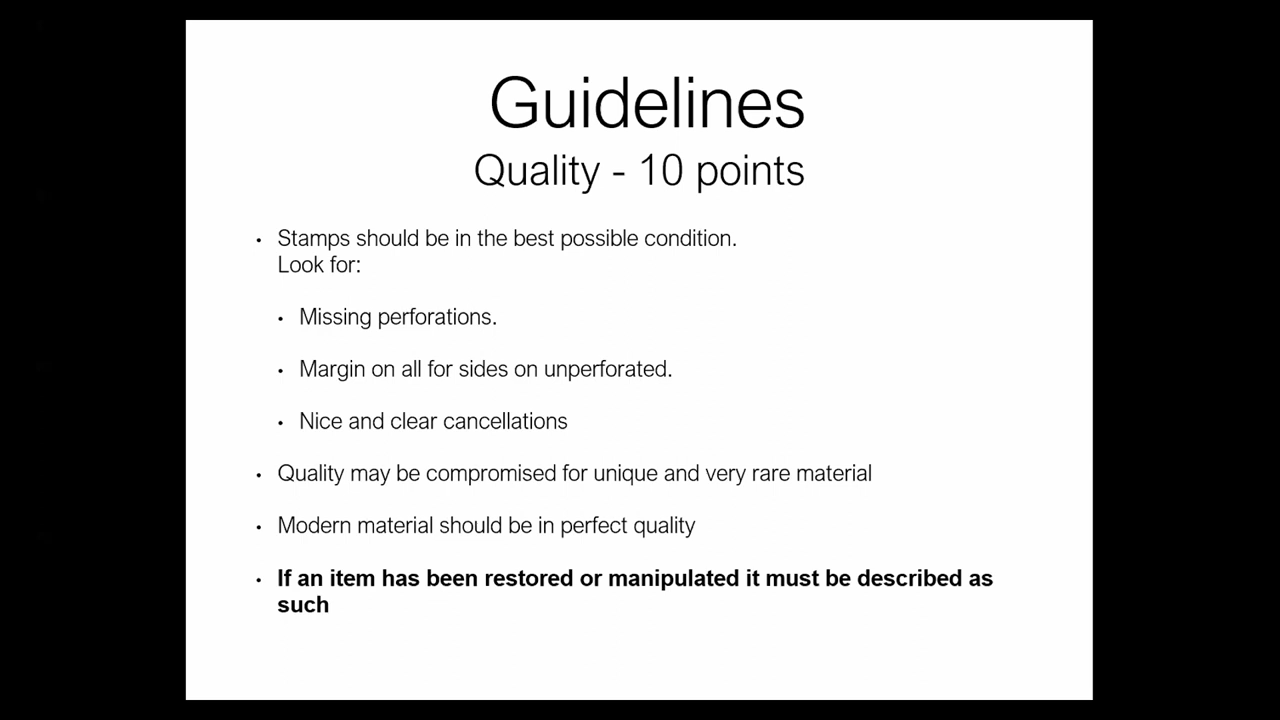 Guidelines
Quality - 10 points
• Stamps should be in the best possible condition.
Look for:
• Missing perforations.
• Margin on all for sides on unperforated.
• Nice and clear cancellations
• Quality may be compromised for unique and very rare material
• Modern material should be in perfect quality
• If an item has been restored or manipulated it must be described as
such